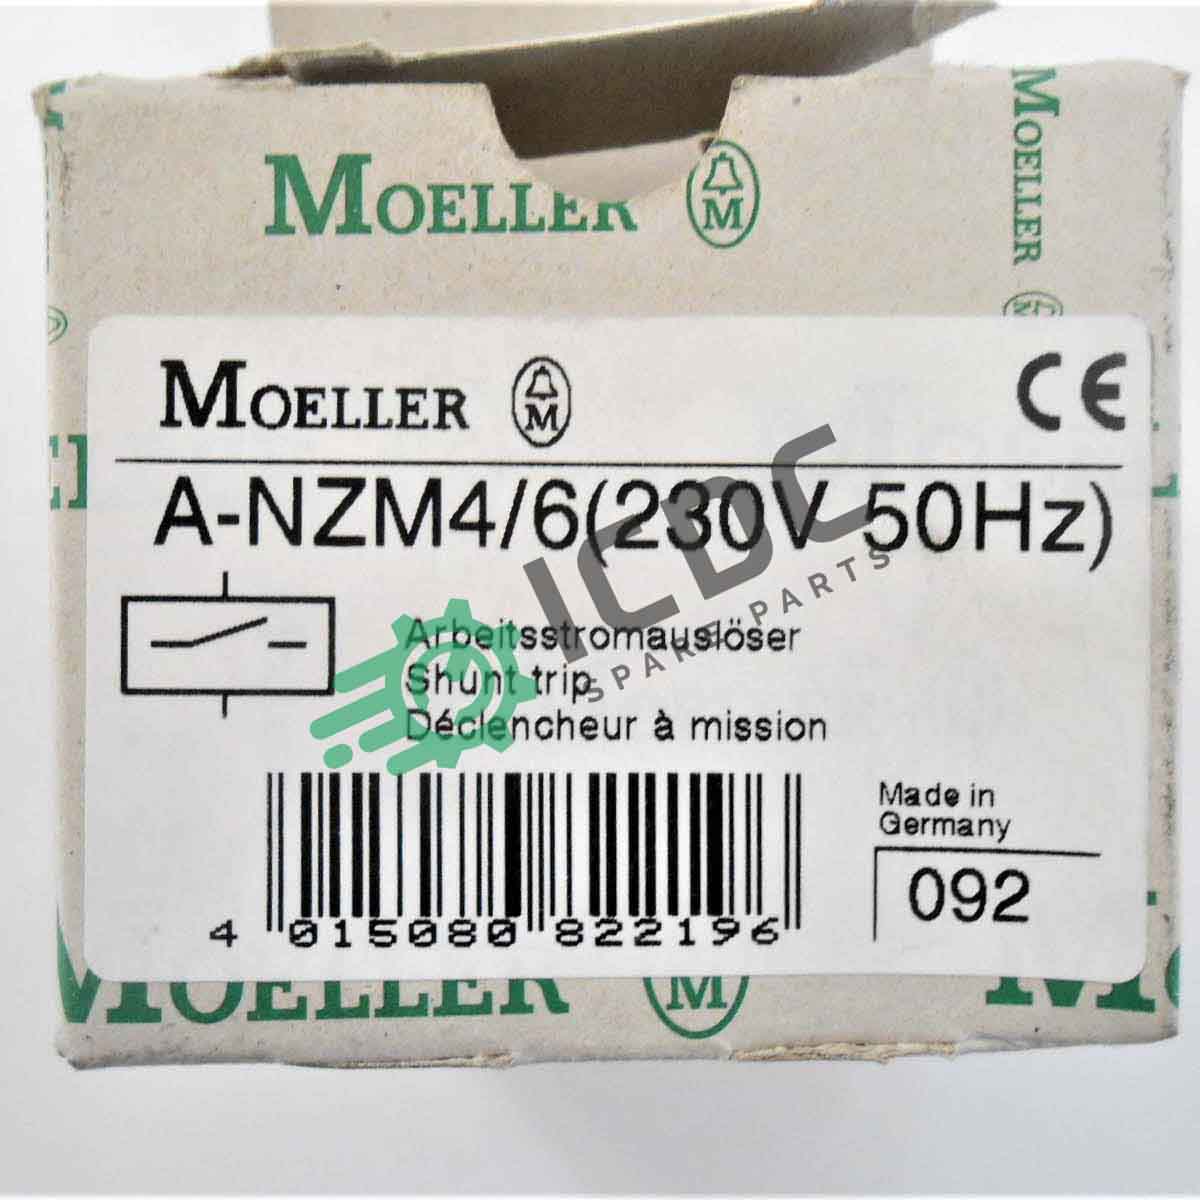 MOELLER M
MOELLER
M
MOELLER M
CE
A-NZM4/6(230V 50Hz)
Arbeitsstromauslöser
Shunt trip
Déclencheur à mission
ICDC
SPARE PARTS
Made in
Germany
092
4 015080 822196
MOELLER M